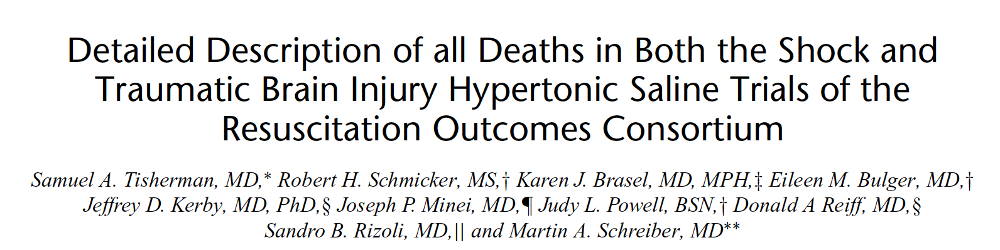 Detailed Description of all Deaths in Both the Shock and
Traumatic Brain Injury Hypertonic Saline Trials of the
Resuscitation Outcomes Consortium
Samuel A. Tisherman, MD,* Robert H. Schmicker, MS,† Karen J. Brasel, MD, MPH,‡ Eileen M. Bulger, MD,†
Jeffrey D. Kerby, MD, PhD,§ Joseph P. Minei, MD,¶ Judy L. Powell, BSN,† Donald A Reiff, MD,§
Sandro B. Rizoli, MD,|| and Martin A. Schreiber, MD**